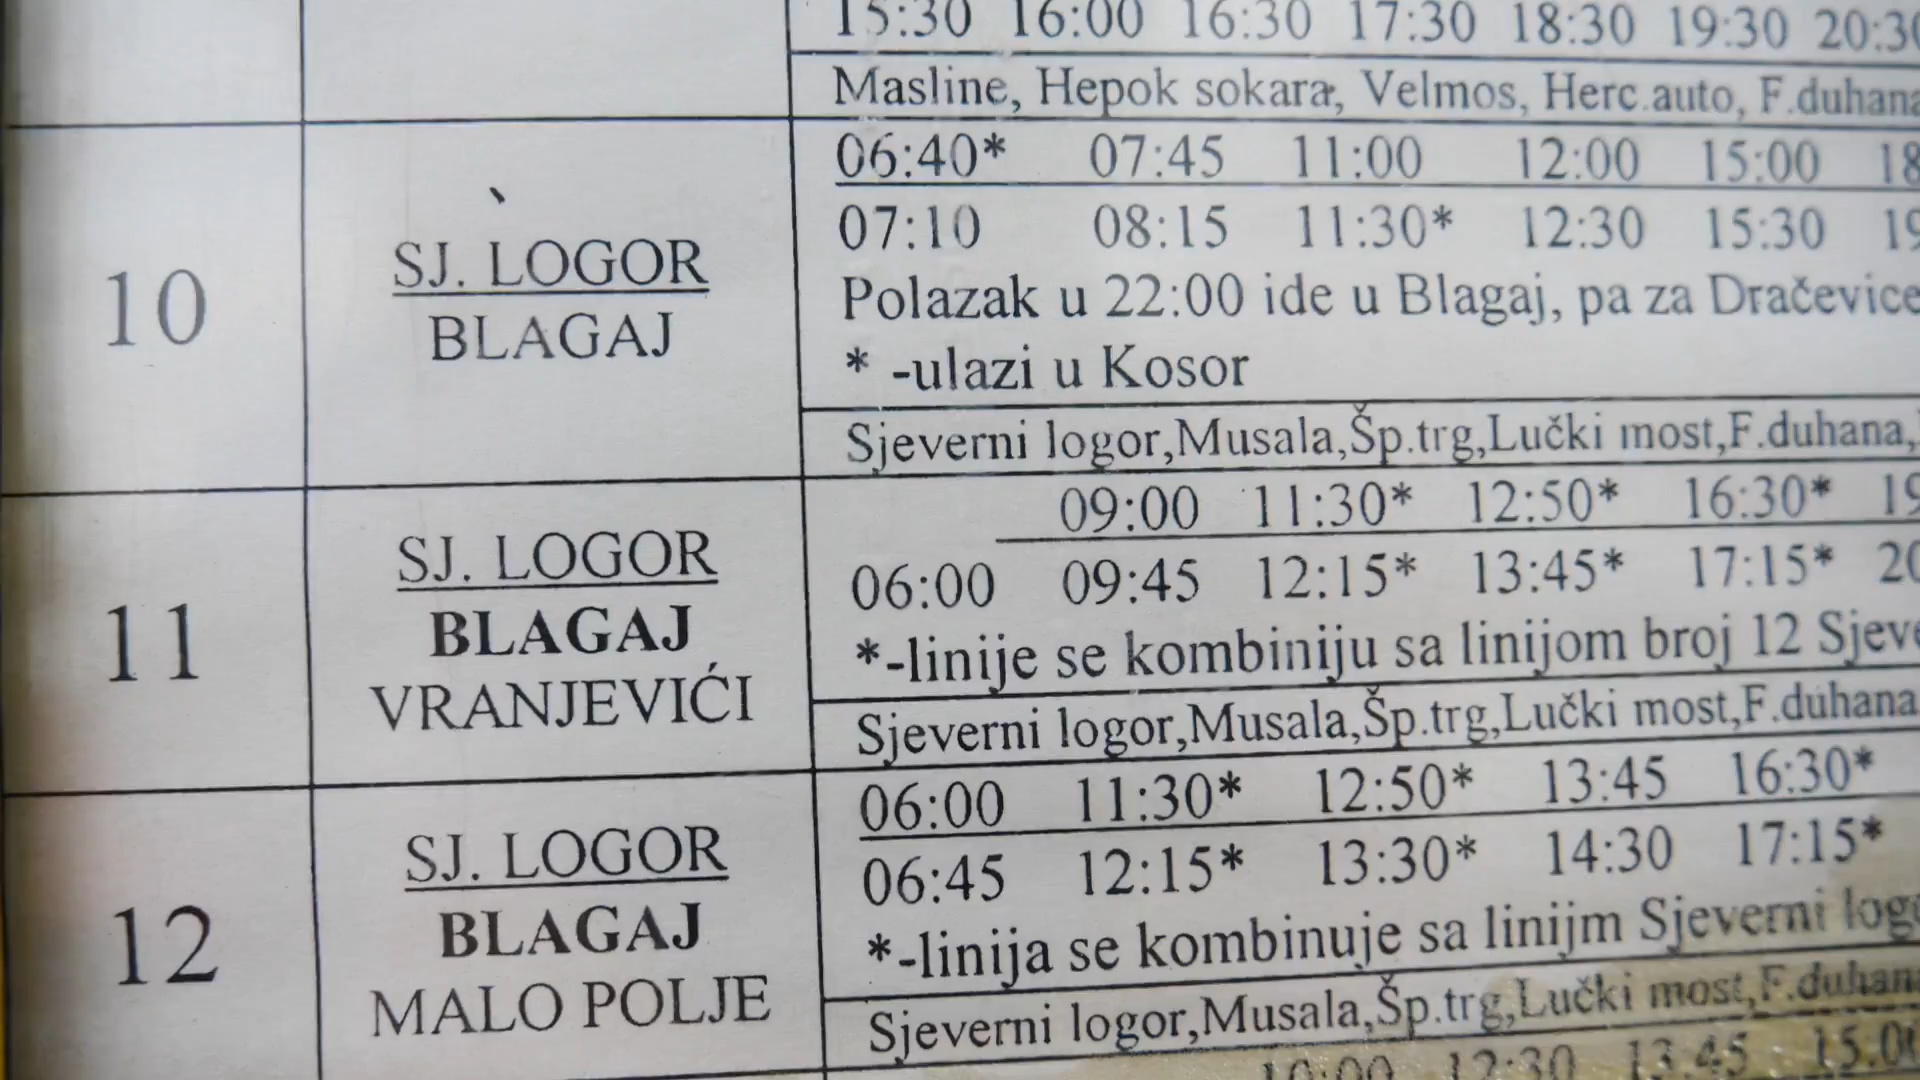 15:30 16:00 16:30 17:30 18:30 19:30 20:30
Masline, Hepok sokara, Velmos, Herc.auto, F.duhana
10
SJ. LOGOR
BLAGAJ
06:40* 07:45 11:00 12:00 15:00 18
07:10 08:15 11:30* 12:30 15:30 19
Polazak u 22:00 ide u Blagaj, pa za Dračevice
* -ulazi u Kosor
Sjeverni logor,Musala,Šp.trg,Lučki most,F.duhana,
11
SJ. LOGOR
BLAGAJ
VRANJEVIĆI
09:00 11:30* 12:50* 16:30* 19
06:00 09:45 12:15* 13:45* 17:15* 20
*-linije se kombiniju sa linijom broj 12 Sjeve
Sjeverni logor,Musala,Šp.trg,Lučki most,F.duhana
12
SJ. LOGOR
BLAGAJ
MALO POLJE
06:00 11:30* 12:50* 13:45 16:30*
06:45 12:15* 13:30* 14:30 17:15*
*-linija se kombinuje sa linijm Sjeverni logo
Sjeverni logor,Musala,Šp.trg,Lučki most,F.duhana
10:00 12:30 13.45 15.00